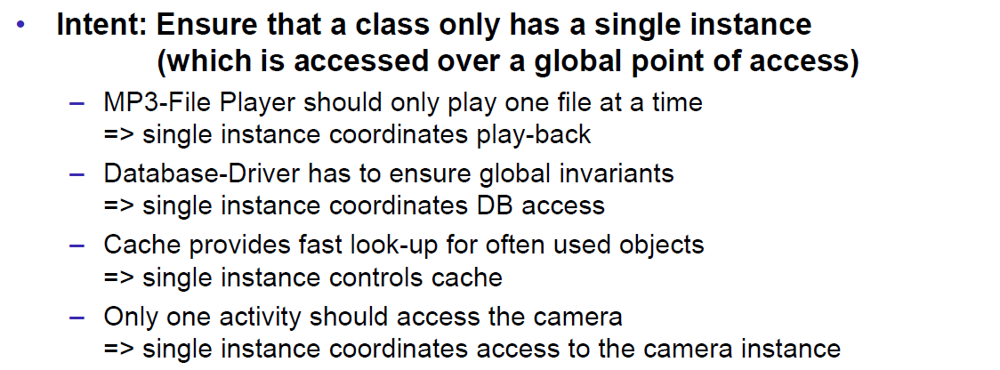 • Intent: Ensure that a class only has a single instance
(which is accessed over a global point of access)
– MP3-File Player should only play one file at a time
=> single instance coordinates play-back
– Database-Driver has to ensure global invariants
=> single instance coordinates DB access
– Cache provides fast look-up for often used objects
=> single instance controls cache
– Only one activity should access the camera
=> single instance coordinates access to the camera instance